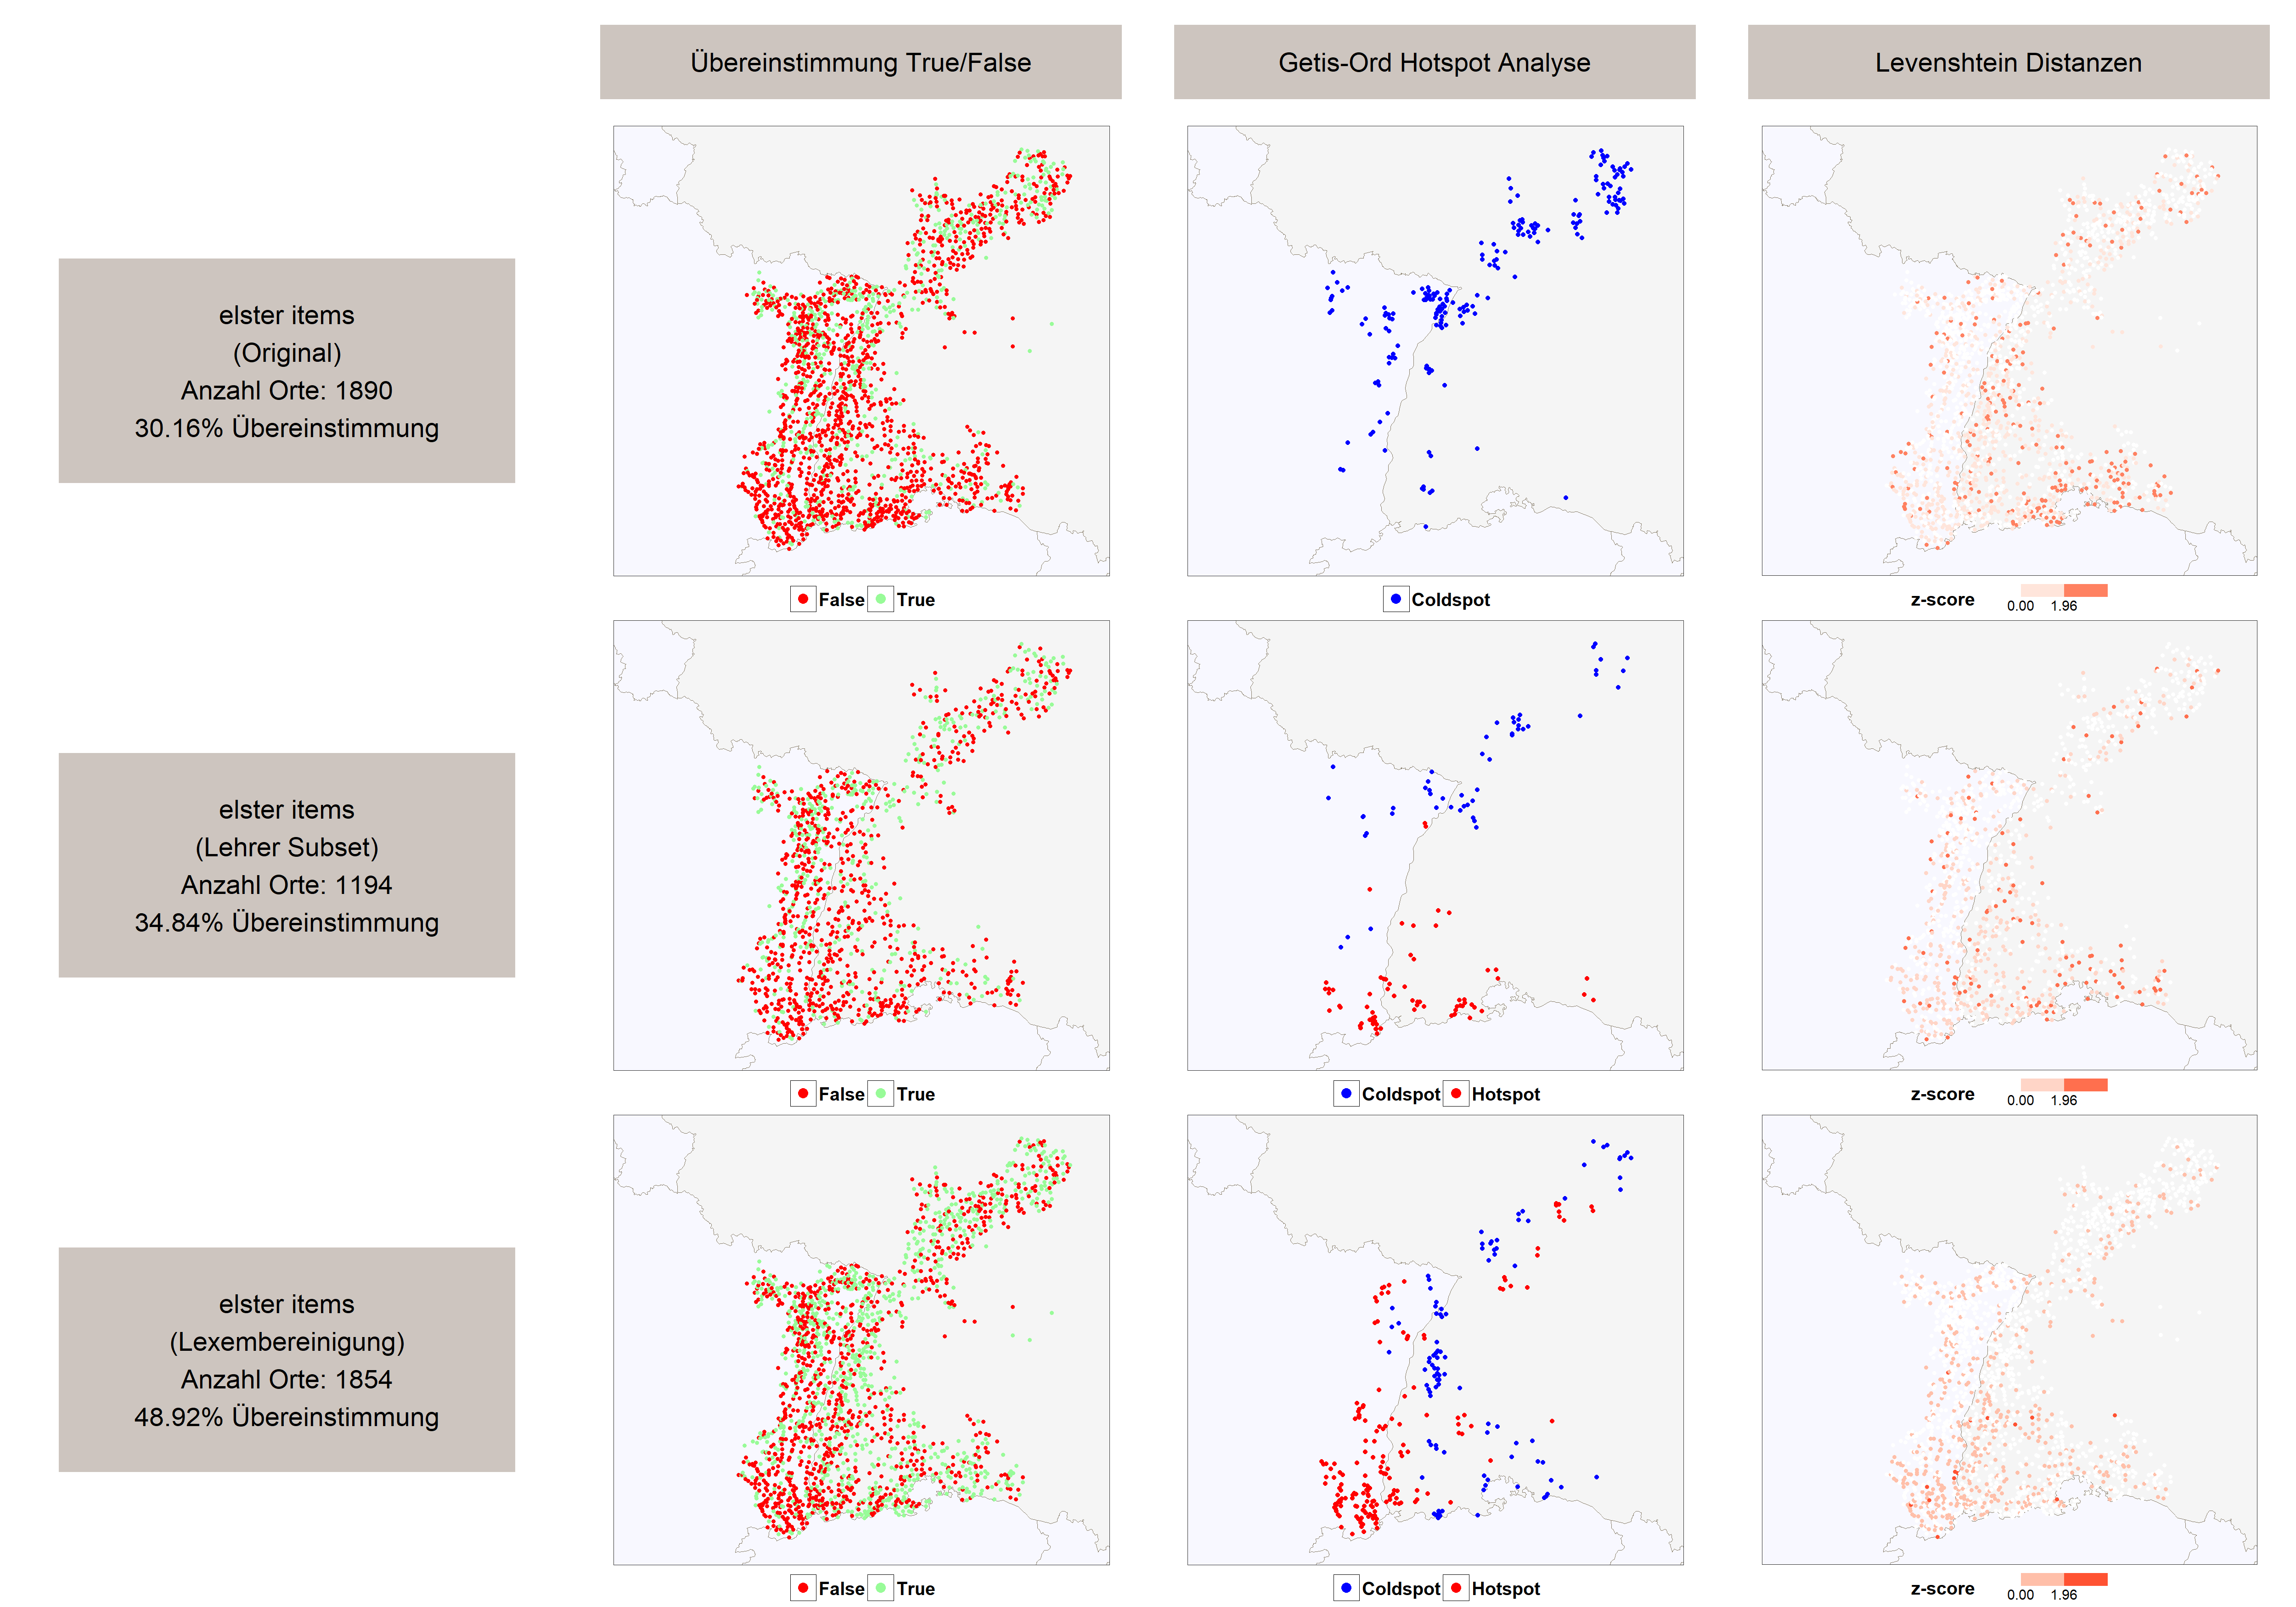 Übereinstimmung True/False
Getis-Ord Hotspot Analyse
Levenshtein Distanzen
elster items
(Original)
Anzahl Orte: 1890
30.16% Übereinstimmung
False True
Coldspot
z-score
0.00 1.96
elster items
(Lehrer Subset)
Anzahl Orte: 1194
34.84% Übereinstimmung
False True
Coldspot Hotspot
z-score
0.00 1.96
elster items
(Lexembereinigung)
Anzahl Orte: 1854
48.92% Übereinstimmung
False True
Coldspot Hotspot
z-score
0.00 1.96